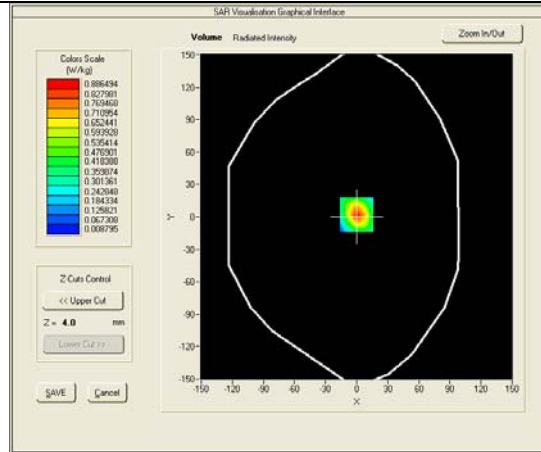 SAR Visualisation Graphical Interface
Volume Radiated Intensity
Zoom In/Out
Colors Scale
(W/kg)
0.886494
0.827981
0.769468
0.710954
0.652441
0.593928
0.535414
0.476901
0.418388
0.359874
0.301361
0.242848
0.184334
0.125821
0.067308
0.008795
Z-Cuts Control
<< Upper Cut
Z = 4.0 mm
Lower Cut >>
SAVE Cancel
150-
120-
90-
60-
30-
0-
-30-
-60-
-90-
-120-
-150-
Y
-150 -120 -90 -60 -30 0 30 60 90 120 150
X